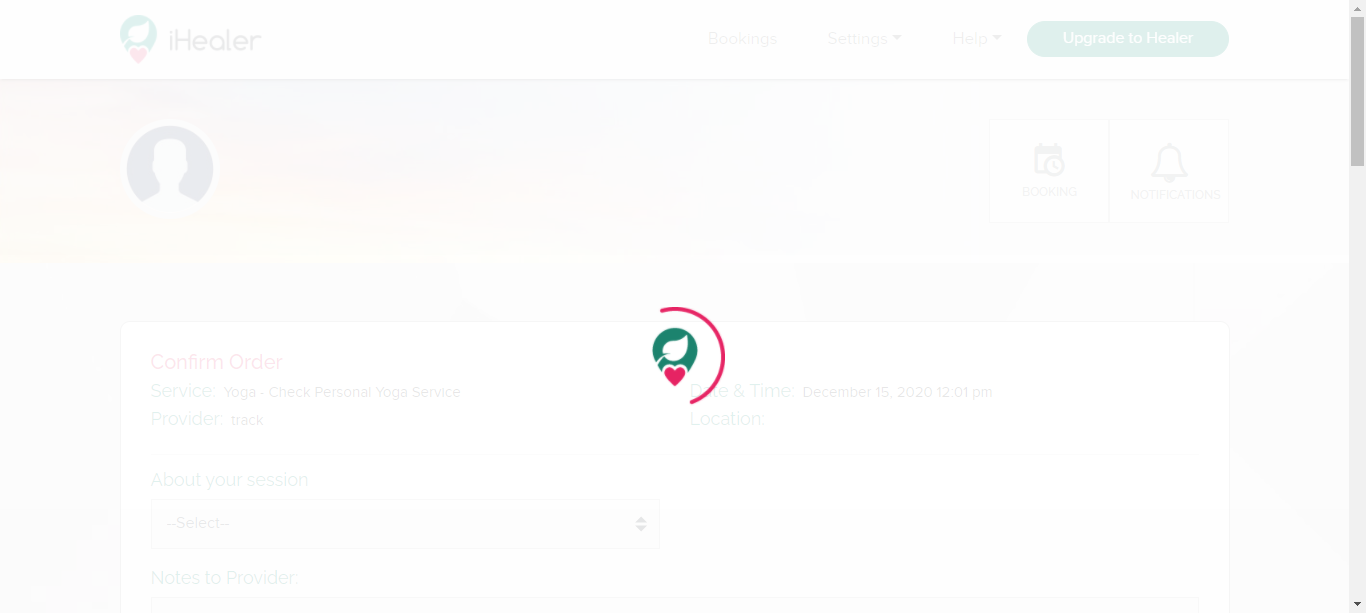 iHealer
Bookings Settings Help Upgrade to Healer
BOOKING NOTIFICATIONS
Confirm Order
Service: Yoga - Check Personal Yoga Service Date & Time: December 15, 2020 12:01 pm
Provider: track Location:
About your session
--Select--
Notes to Provider: